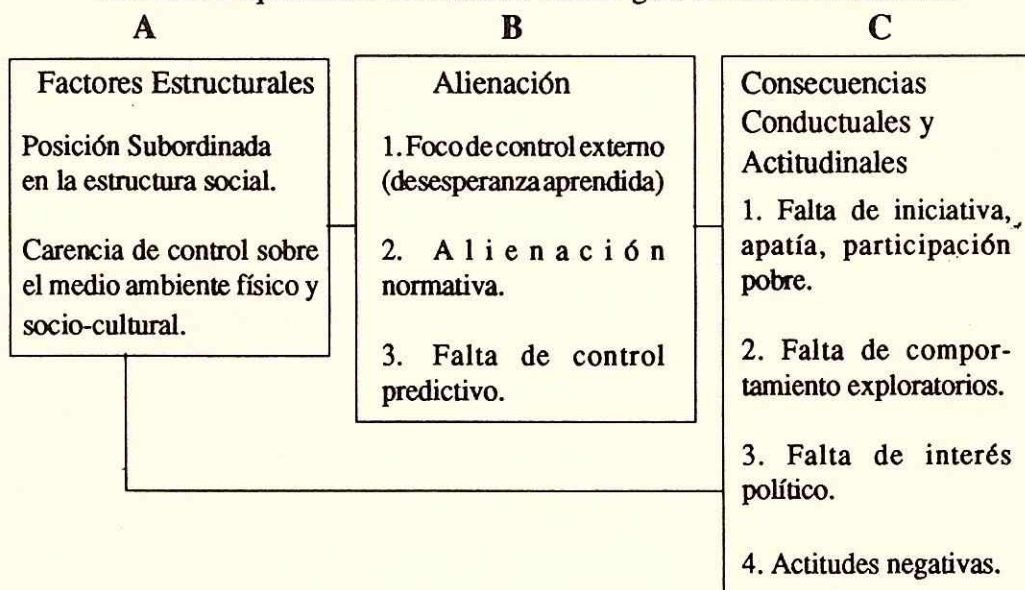 A
Factores Estructurales
Posición Subordinada
en la estructura social.
Carencia de control sobre
el medio ambiente físico y
socio-cultural.
B
Alienación
1. Foco de control externo
(desesperanza aprendida)
2. Alienación
normativa.
3. Falta de control
predictivo.
C
Consecuencias
Conductuales y
Actitudinales
1. Falta de iniciativa,
apatía, participación
pobre.
2. Falta de compor-
tamiento exploratorios.
3. Falta de interés
político.
4. Actitudes negativas.